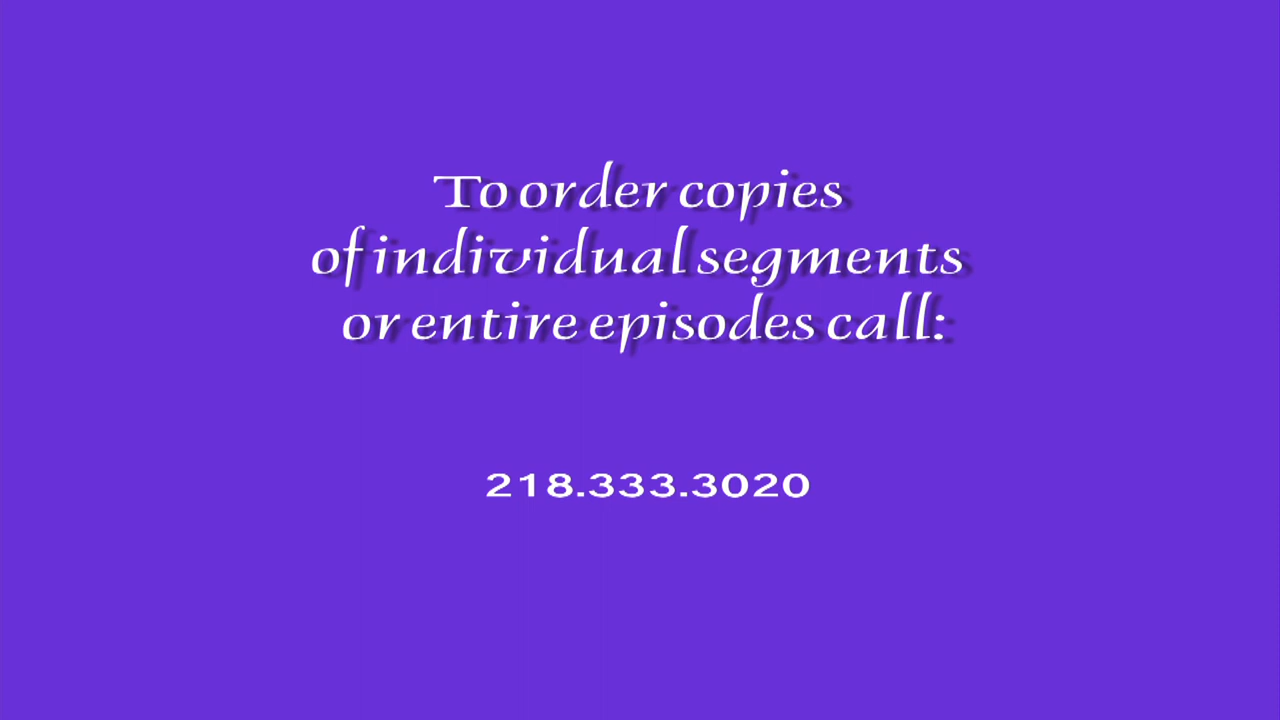 To order copies
of individual segments
or entire episodes call:
218.333.3020